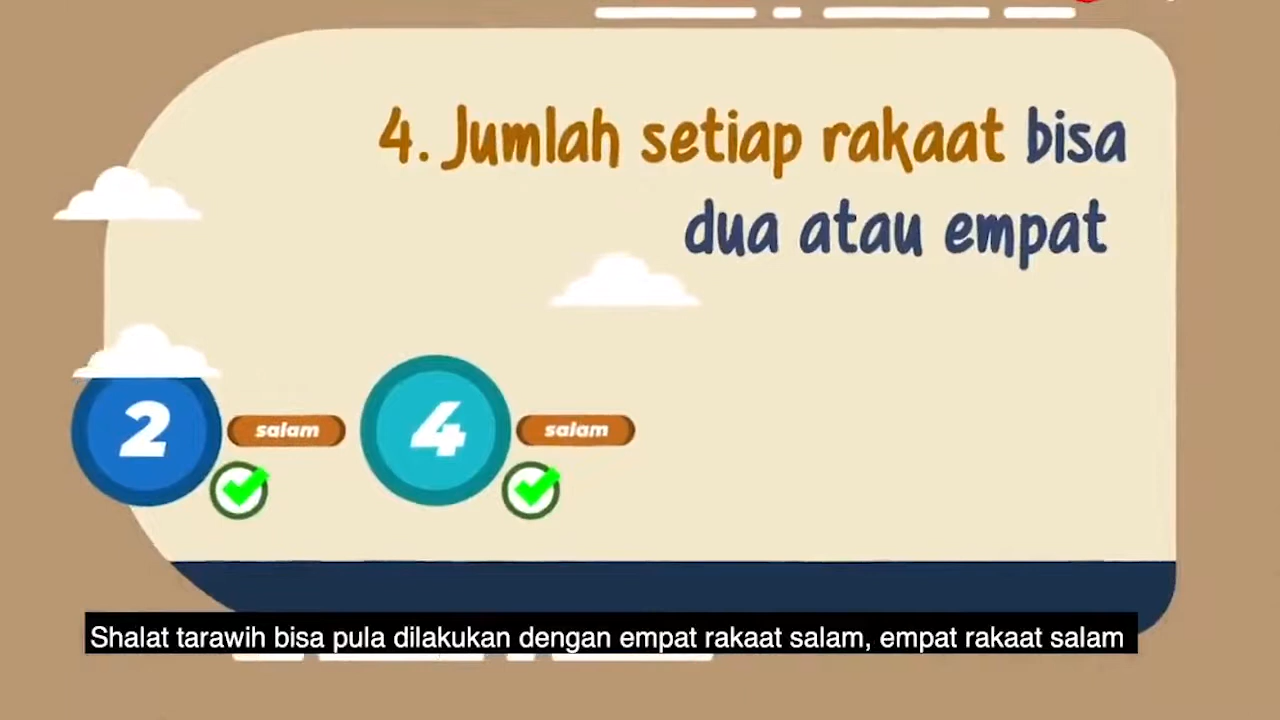 4. Jumlah setiap rakaat bisa
dua atau empat
2 salam 4 salam
Shalat tarawih bisa pula dilakukan dengan empat rakaat salam, empat rakaat salam